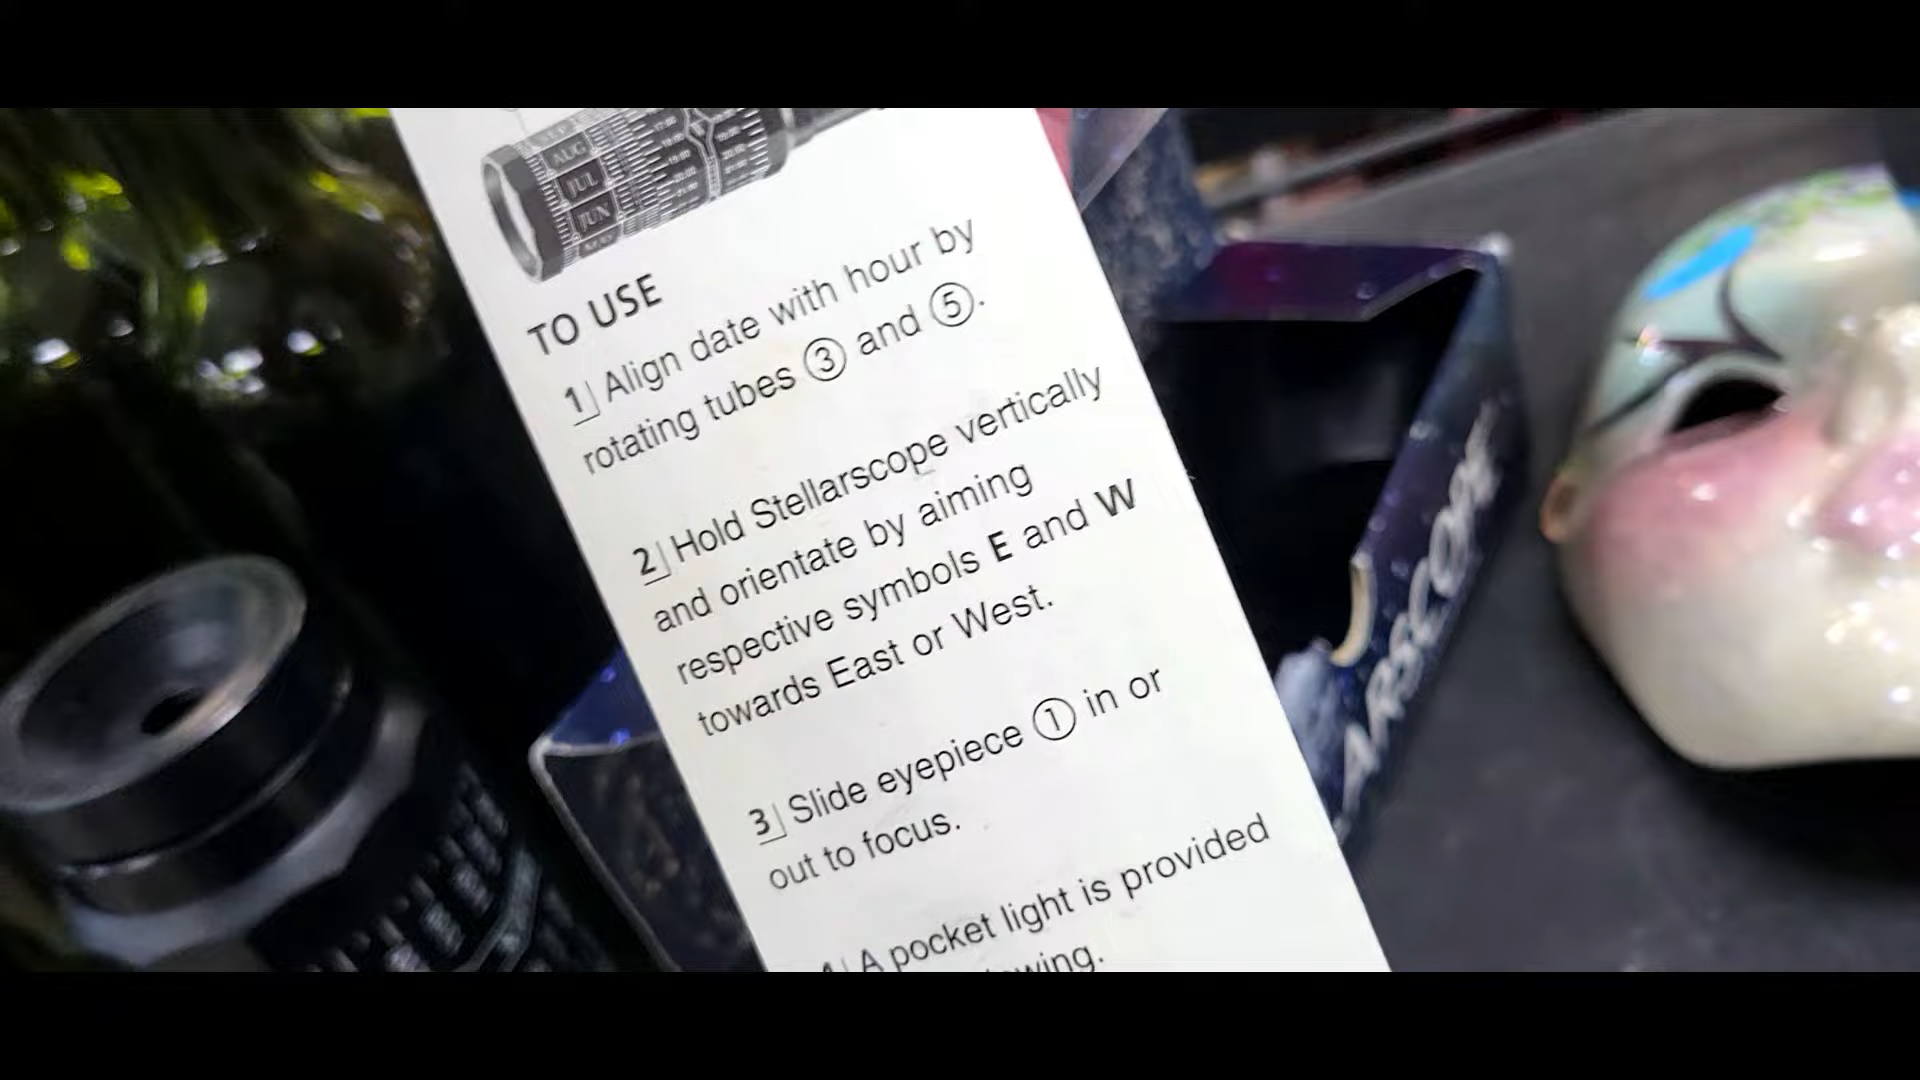 AUG
JUL
JUN
MAY
TO USE
1 Align date with hour by
rotating tubes ③ and ⑤.
2 Hold Stellarscope vertically
and orientate by aiming
respective symbols E and W
towards East or West.
3 Slide eyepiece ① in or
out to focus.
A pocket light is provided